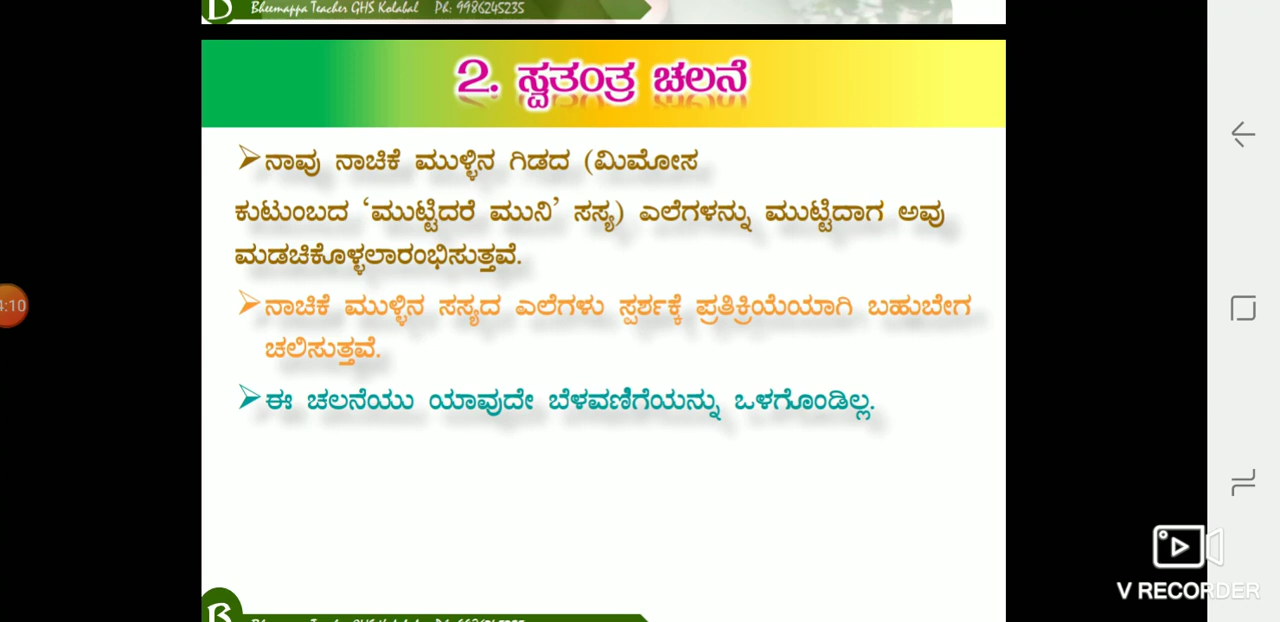 Bheemappa Teacher GHS Kolabal Ph: 9986245235
2. ಸ್ವತಂತ್ರ ಚಲನೆ
➢ನಾವು ನಾಚಿಕೆ ಮುಳ್ಳಿನ ಗಿಡದ (ಮಿಮೋಸ
ಕುಟುಂಬದ ‘ಮುಟ್ಟಿದರೆ ಮುನಿ’ ಸಸ್ಯ) ಎಲೆಗಳನ್ನು ಮುಟ್ಟಿದಾಗ ಅವು
ಮಡಚಿಕೊಳ್ಳಲಾರಂಭಿಸುತ್ತವೆ.
➢ನಾಚಿಕೆ ಮುಳ್ಳಿನ ಸಸ್ಯದ ಎಲೆಗಳು ಸ್ಪರ್ಶಕ್ಕೆ ಪ್ರತಿಕ್ರಿಯೆಯಾಗಿ ಬಹುಬೇಗ
ಚಲಿಸುತ್ತವೆ.
4:10
➢ಈ ಚಲನೆಯು ಯಾವುದೇ ಬೆಳವಣಿಗೆಯನ್ನು ಒಳಗೊಂಡಿಲ್ಲ.
V RECORDER